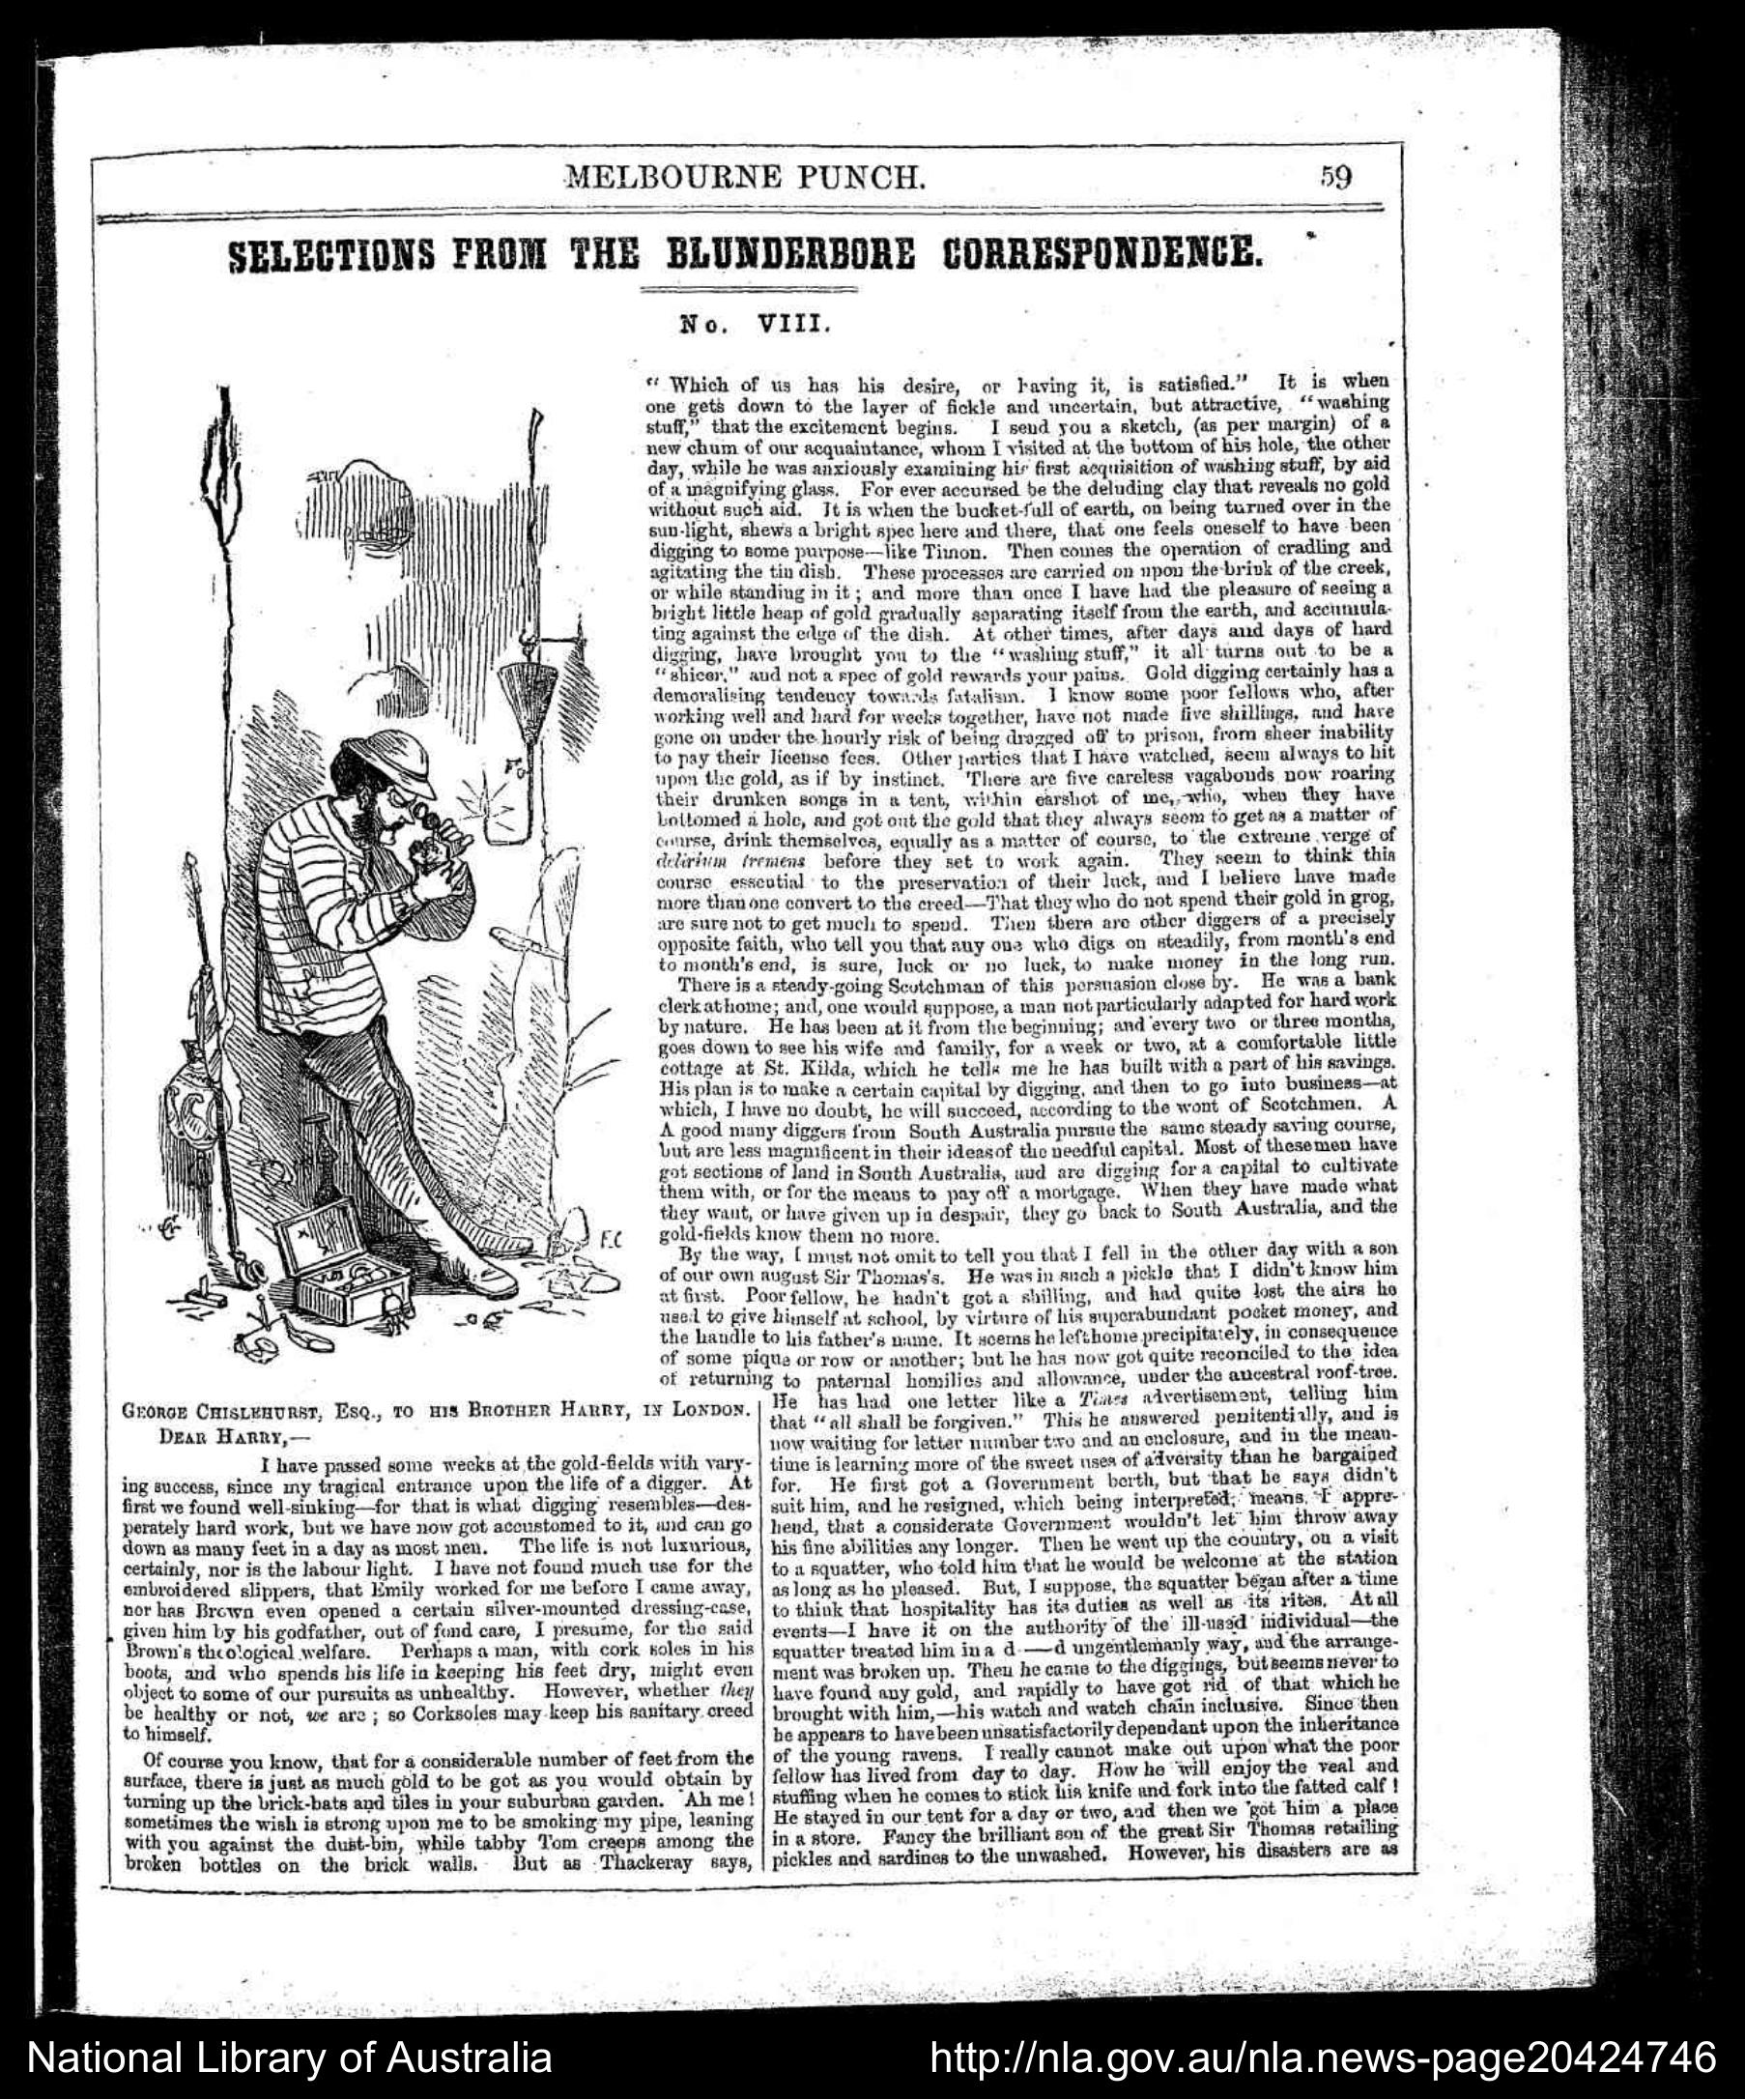 MELBOURNE PUNCH.
59
SELECTIONS FROM THE BLUNDERBORE CORRESPONDENCE.
No. VIII.
F.C
GEORGE CHISLEHURST, ESQ., TO HIS BROTHER HARRY, IN LONDON.
DEAR HARRY,—
I have passed some weeks at the gold-fields with vary-
ing success, since my tragical entrance upon the life of a digger. At
first we found well-sinking—for that is what digging resembles—des-
perately hard work, but we have now got accustomed to it, and can go
down as many feet in a day as most men. The life is not luxurious,
certainly, nor is the labour light. I have not found much use for the
embroidered slippers, that Emily worked for me before I came away,
nor has Brown even opened a certain silver-mounted dressing-case,
given him by his godfather, out of fond care, I presume, for the said
Brown's theological welfare. Perhaps a man, with cork soles in his
boots, and who spends his life in keeping his feet dry, might even
object to some of our pursuits as unhealthy. However, whether they
be healthy or not, we are; so Corksoles may keep his sanitary creed
to himself.
Of course you know, that for a considerable number of feet from the
surface, there is just as much gold to be got as you would obtain by
turning up the brick-bats and tiles in your suburban garden. Ah me!
sometimes the wish is strong upon me to be smoking my pipe, leaning
with you against the dust-bin, while tabby Tom creeps among the
broken bottles on the brick walls. But as Thackeray says,
"Which of us has his desire, or having it, is satisfied." It is when
one gets down to the layer of fickle and uncertain, but attractive, "washing
stuff," that the excitement begins. I send you a sketch, (as per margin) of a
new chum of our acquaintance, whom I visited at the bottom of his hole, the other
day, while he was anxiously examining his first acquisition of washing stuff, by aid
of a magnifying glass. For ever accursed be the deluding clay that reveals no gold
without such aid. It is when the bucket-full of earth, on being turned over in the
sun-light, shews a bright spec here and there, that one feels oneself to have been
digging to some purpose—like Timon. Then comes the operation of cradling and
agitating the tin dish. These processes are carried on upon the brink of the creek,
or while standing in it; and more than once I have had the pleasure of seeing a
bright little heap of gold gradually separating itself from the earth, and accumula-
ting against the edge of the dish. At other times, after days and days of hard
digging, have brought you to the "washing stuff," it all turns out to be a
"shicer," and not a spec of gold rewards your pains. Gold digging certainly has a
demoralising tendency towards fatalism. I know some poor fellows who, after
working well and hard for weeks together, have not made five shillings, and have
gone on under the hourly risk of being dragged off to prison, from sheer inability
to pay their license fees. Other parties that I have watched, seem always to hit
upon the gold, as if by instinct. There are five careless vagabonds now roaring
their drunken songs in a tent, within earshot of me, who, when they have
bottomed a hole, and got out the gold that they always seem to get as a matter of
course, drink themselves, equally as a matter of course, to the extreme verge of
delirium tremens before they set to work again. They seem to think this
course essential to the preservation of their luck, and I believe have made
more than one convert to the creed—That they who do not spend their gold in grog,
are sure not to get much to spend. Then there are other diggers of a precisely
opposite faith, who tell you that any one who digs on steadily, from month's end
to month's end, is sure, luck or no luck, to make money in the long run.
There is a steady-going Scotchman of this persuasion close by. He was a bank
clerk at home; and, one would suppose, a man not particularly adapted for hard work
by nature. He has been at it from the beginning; and every two or three months,
goes down to see his wife and family, for a week or two, at a comfortable little
cottage at St. Kilda, which he tells me he has built with a part of his savings.
His plan is to make a certain capital by digging, and then to go into business—at
which, I have no doubt, he will succeed, according to the wont of Scotchmen. A
A good many diggers from South Australia pursue the same steady saving course,
but are less magnificent in their ideas of the needful capital. Most of these men have
got sections of land in South Australia, and are digging for a capital to cultivate
them with, or for the means to pay off a mortgage. When they have made what
they want, or have given up in despair, they go back to South Australia, and the
gold-fields know them no more.
By the way, I must not omit to tell you that I fell in the other day with a son
of our own august Sir Thomas's. He was in such a pickle that I didn't know him
at first. Poor fellow, he hadn't got a shilling, and had quite lost the airs he
used to give himself at school, by virture of his superabundant pocket money, and
the handle to his father's name. It seems he left home precipitately, in consequence
of some pique or row or another; but he has now got quite reconciled to the idea
of returning to paternal homilies and allowance, under the ancestral roof-tree.
He has had one letter like a Times advertisement, telling him
that "all shall be forgiven." This he answered penitentially, and is
now waiting for letter number two and an enclosure, and in the mean-
time is learning more of the sweet uses of adversity than he bargained
for. He first got a Government berth, but that he says didn't
suit him, and he resigned, which being interpreted, means, I appre-
hend, that a considerate Government wouldn't let him throw away
his fine abilities any longer. Then he went up the country, on a visit
to a squatter, who told him that he would be welcome at the station
as long as he pleased. But, I suppose, the squatter began after a time
to think that hospitality has its duties as well as its rites. At all
events—I have it on the authority of the ill-used individual—the
squatter treated him in a d——d ungentlemanly way, and the arrange-
ment was broken up. Then he came to the diggings, but seems never to
have found any gold, and rapidly to have got rid of that which he
brought with him,—his watch and watch chain inclusive. Since then
he appears to have been unsatisfactorily dependant upon the inheritance
of the young ravens. I really cannot make out upon what the poor
fellow has lived from day to day. How he will enjoy the veal and
stuffing when he comes to stick his knife and fork into the fatted calf!
He stayed in our tent for a day or two, and then we got him a place
in a store. Fancy the brilliant son of the great Sir Thomas retailing
pickles and sardines to the unwashed. However, his disasters are as
National Library of Australia
http://nla.gov.au/nla.news-page20424746